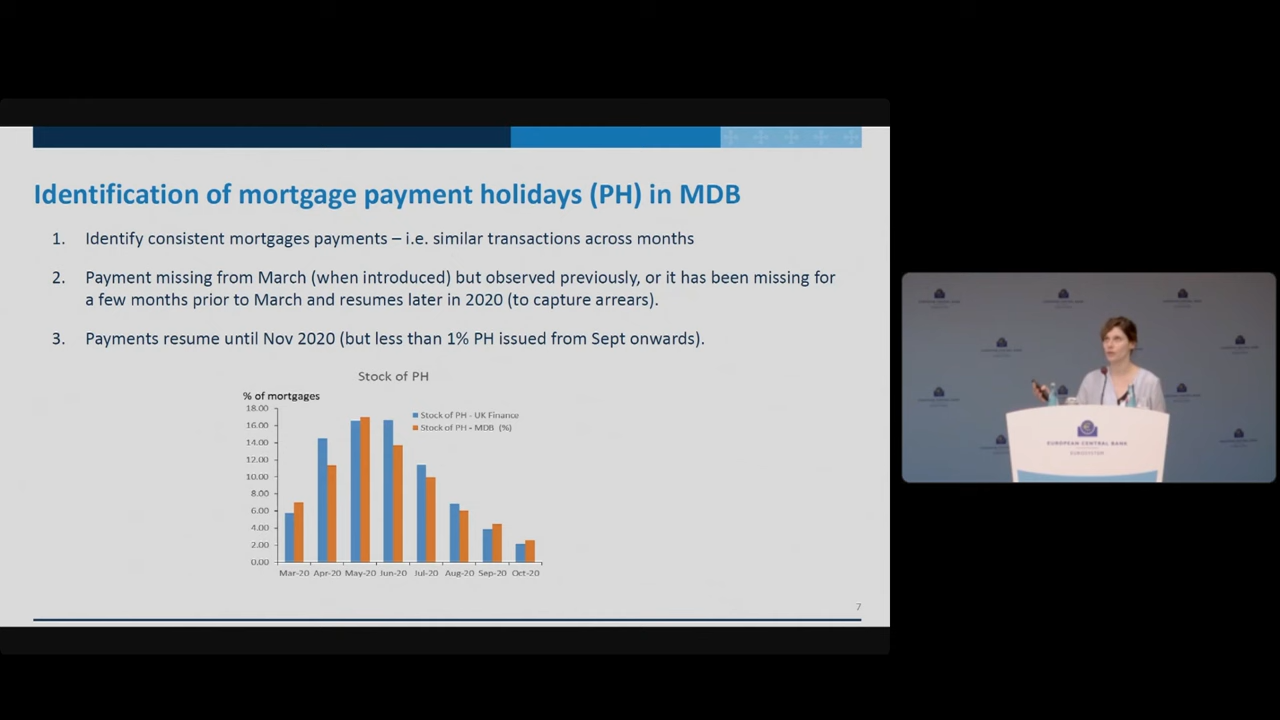 Identification of mortgage payment holidays (PH) in MDB
1. Identify consistent mortgages payments – i.e. similar transactions across months
2. Payment missing from March (when introduced) but observed previously, or it has been missing for
a few months prior to March and resumes later in 2020 (to capture arrears).
3. Payments resume until Nov 2020 (but less than 1% PH issued from Sept onwards).
Stock of PH
% of mortgages
18.00
16.00
14.00
12.00
10.00
8.00
6.00
4.00
2.00
0.00
Stock of PH - UK Finance
Stock of PH - MDB (%)
Mar-20 Apr-20 May-20 Jun-20 Jul-20 Aug-20 Sep-20 Oct-20
7
EUROPEAN CENTRAL BANK
EUROSYSTEM